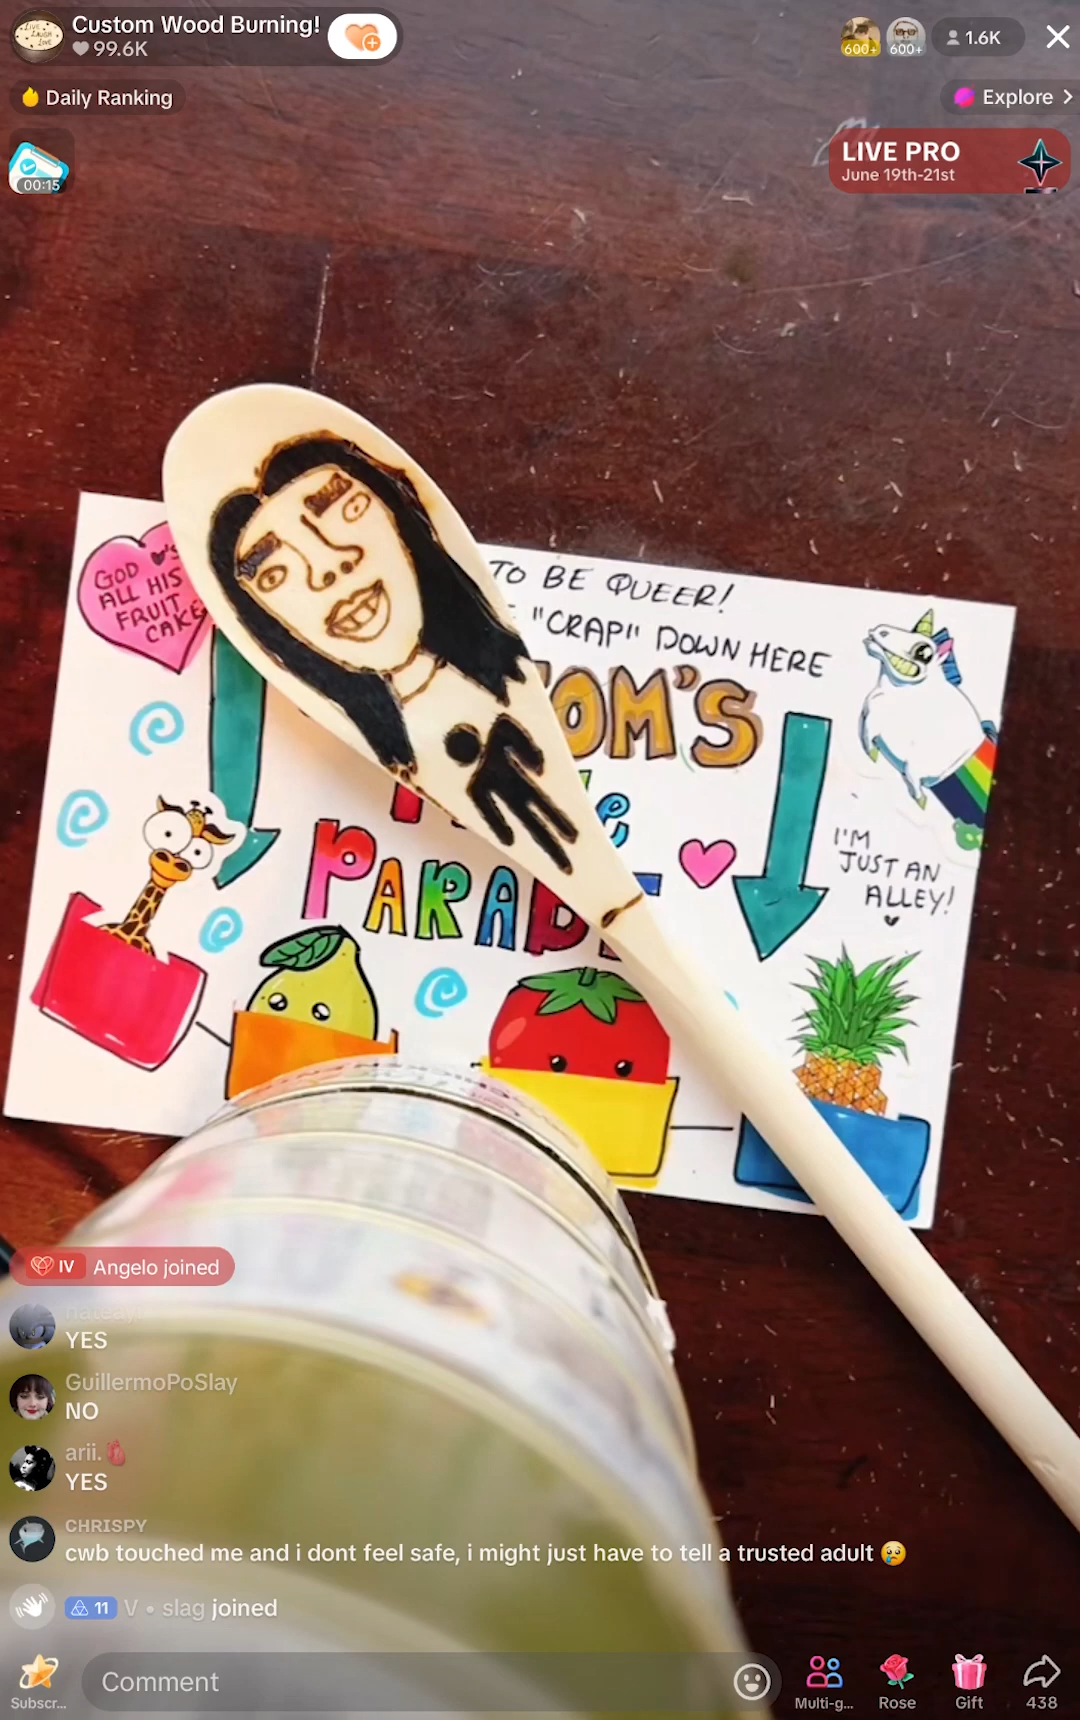 Custom Wood Burning!
99.6K
600+
600+
1.6K
Daily Ranking
Explore
00:15
LIVE PRO
June 19th-21st
GOD ♥'S
ALL HIS
FRUIT
CAKE
TO BE QUEER!
"CRAP" DOWN HERE
OM'S
PARAD
I'M
JUST AN
ALLEY!
IV Angelo joined
YES
GuillermoPoSlay
NO
arii.
YES
CHRISPY
cwb touched me and i dont feel safe, i might just have to tell a trusted adult 😢
11 V • slag joined
Comment
Subscr...
Multi-g...
Rose
Gift
438